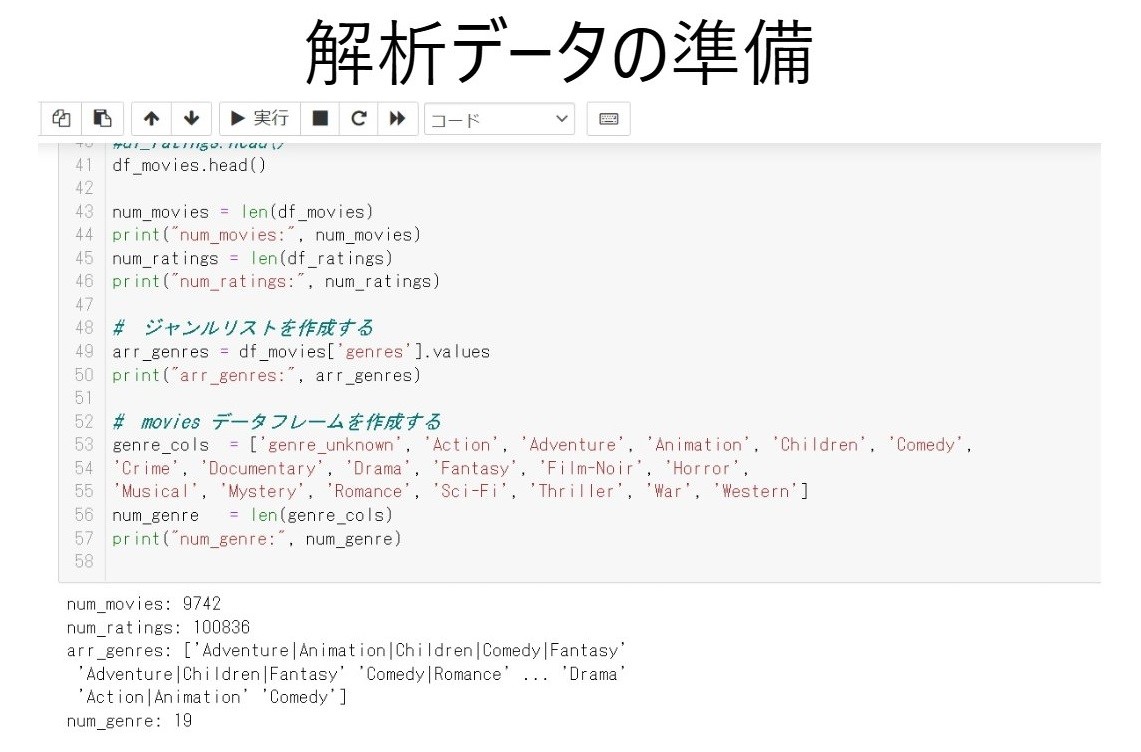 解析データの準備
実行 コード
40 #df_ratings.head()
41 df_movies.head()
42
43 num_movies = len(df_movies)
44 print("num_movies:", num_movies)
45 num_ratings = len(df_ratings)
46 print("num_ratings:", num_ratings)
47
48 # ジャンルリストを作成する
49 arr_genres = df_movies['genres'].values
50 print("arr_genres:", arr_genres)
51
52 # movies データフレームを作成する
53 genre_cols  = ['genre_unknown', 'Action', 'Adventure', 'Animation', 'Children', 'Comedy',
54 'Crime', 'Documentary', 'Drama', 'Fantasy', 'Film-Noir', 'Horror',
55 'Musical', 'Mystery', 'Romance', 'Sci-Fi', 'Thriller', 'War', 'Western']
56 num_genre   = len(genre_cols)
57 print("num_genre:", num_genre)
58
num_movies: 9742
num_ratings: 100836
arr_genres: ['Adventure|Animation|Children|Comedy|Fantasy'
 'Adventure|Children|Fantasy' 'Comedy|Romance' ... 'Drama'
 'Action|Animation' 'Comedy']
num_genre: 19